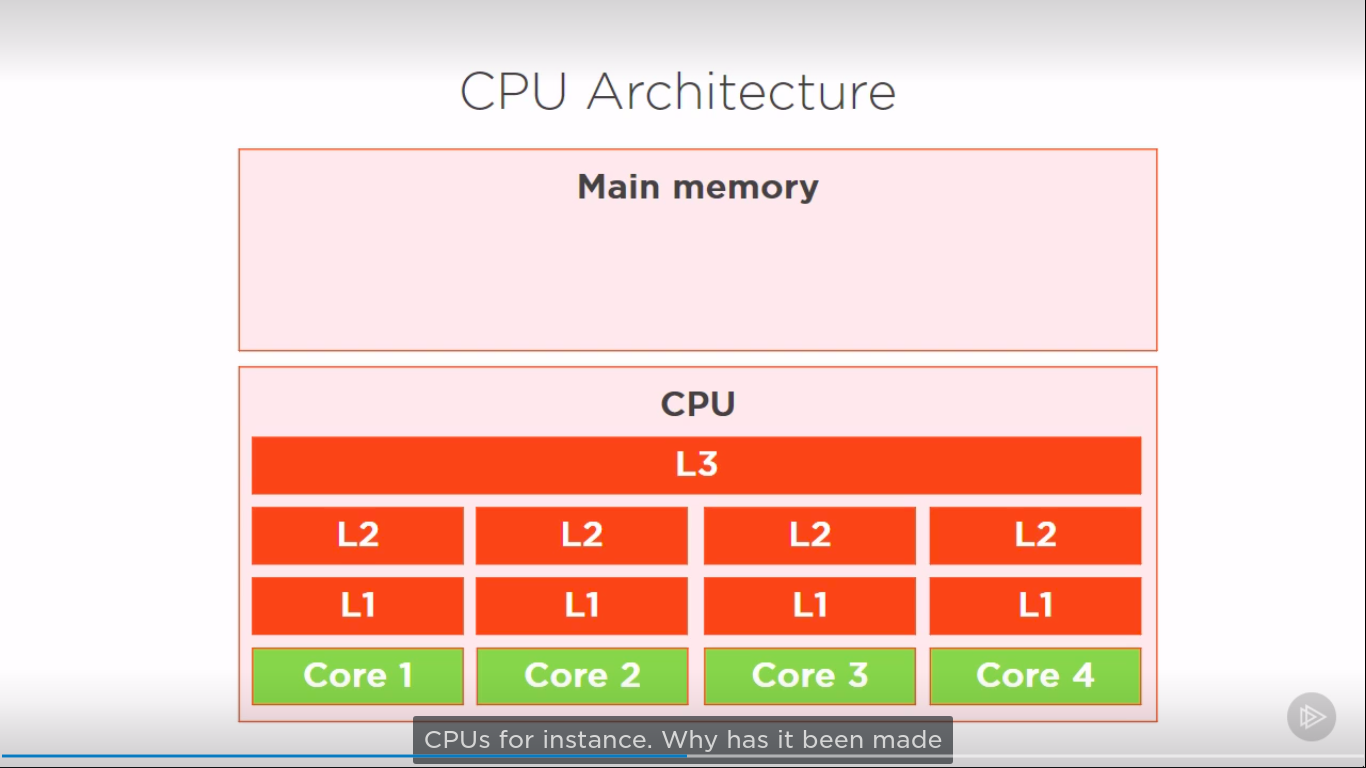 CPU Architecture
Main memory
CPU
L3
L2 L2 L2 L2
L1 L1 L1 L1
Core 1 Core 2 Core 3 Core 4
CPUs for instance. Why has it been made